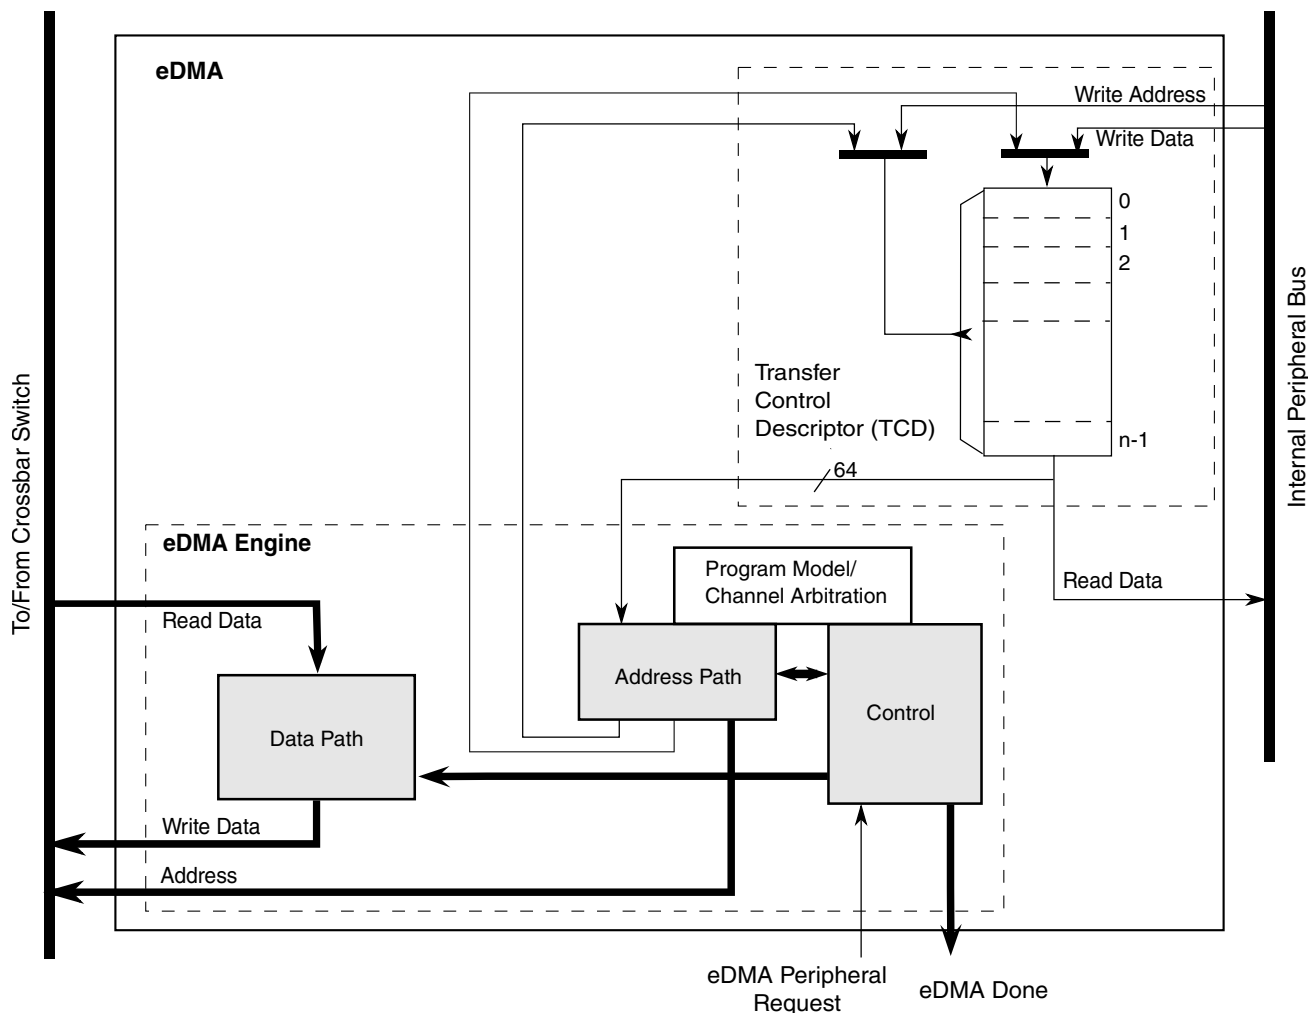 eDMA
Write Address
Write Data
0
1
2
n-1
Transfer
Control
Descriptor (TCD)
64
To/From Crossbar Switch
Internal Peripheral Bus
eDMA Engine
Program Model/
Channel Arbitration
Read Data
Read Data
Address Path
Control
Data Path
Write Data
Address
eDMA Peripheral
Request
eDMA Done